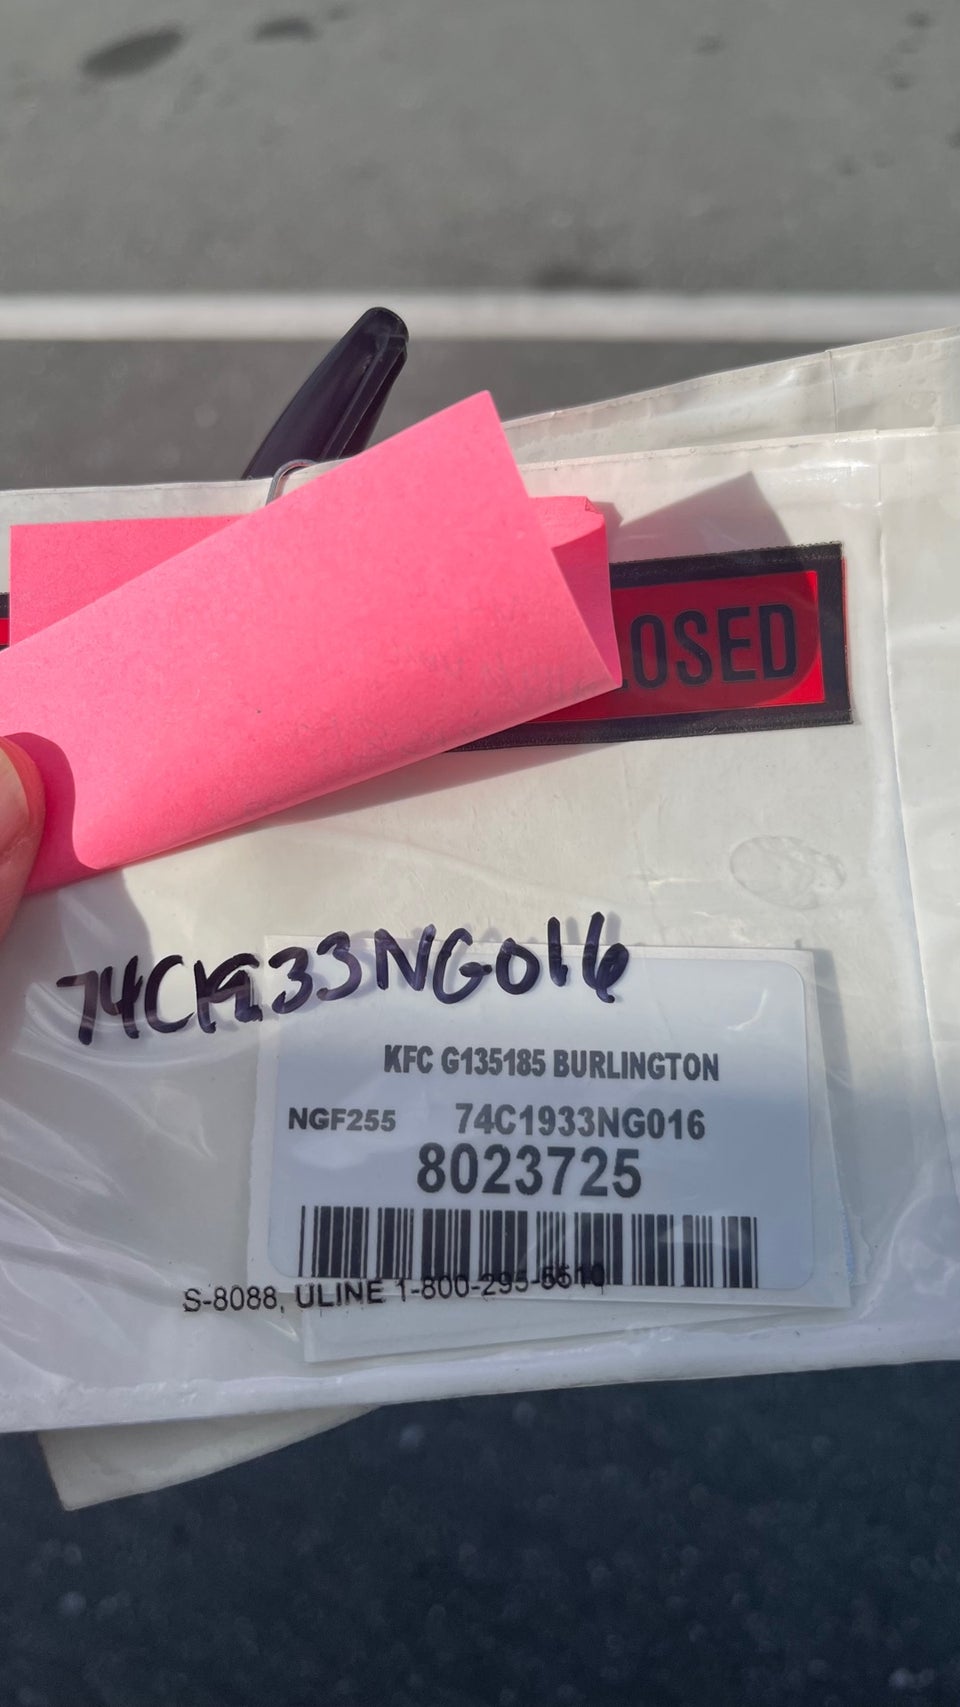 OSED
74C1933NG016
KFC G135185 BURLINGTON
NGF255 74C1933NG016
8023725
S-8088, ULINE 1-800-295-5510